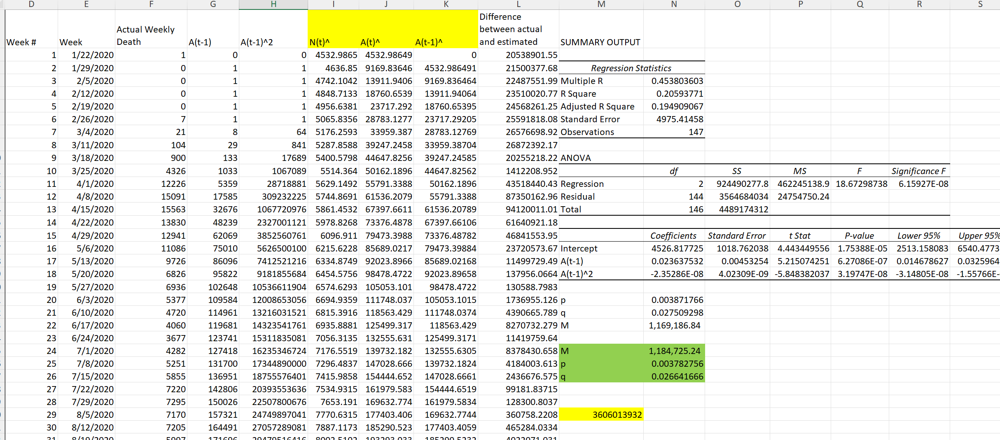 D E F G H I J K L M N O P Q R S
Difference
Actual Weekly between actual
Week # Week Death A(t-1) A(t-1)^2 N(t)^ A(t)^ A(t-1)^ and estimated SUMMARY OUTPUT
1 1/22/2020 1 0 0 4532.9865 4532.98649 0 20538901.55
2 1/29/2020 0 1 1 4636.85 9169.83646 4532.986491 21500377.68 Regression Statistics
3 2/5/2020 0 1 1 4742.1042 13911.9406 9169.836464 22487551.99 Multiple R 0.453803603
4 2/12/2020 0 1 1 4848.7133 18760.6539 13911.94064 23510020.77 R Square 0.20593771
5 2/19/2020 0 1 1 4956.6381 23717.292 18760.65395 24568261.25 Adjusted R Square 0.194909067
6 2/26/2020 7 1 1 5065.8356 28783.1277 23717.29205 25591818.08 Standard Error 4975.41458
7 3/4/2020 21 8 64 5176.2593 33959.387 28783.12769 26576698.92 Observations 147
8 3/11/2020 104 29 841 5287.8588 39247.2458 33959.38704 26872392.17
9 3/18/2020 900 133 17689 5400.5798 44647.8256 39247.24585 20255218.22 ANOVA
10 3/25/2020 4326 1033 1067089 5514.364 50162.1896 44647.82562 1412208.952 df SS MS F Significance F
11 4/1/2020 12226 5359 28718881 5629.1492 55791.3388 50162.1896 43518440.43 Regression 2 924490277.8 462245138.9 18.67298738 6.15927E-08
12 4/8/2020 15091 17585 309232225 5744.8691 61536.2079 55791.3388 87350162.96 Residual 144 3564684034 24754750.24
13 4/15/2020 15563 32676 1067720976 5861.4532 67397.6611 61536.20789 94120011.01 Total 146 4489174312
14 4/22/2020 13830 48239 2327001121 5978.8268 73376.4878 67397.66106 61640921.18
15 4/29/2020 12941 62069 3852560761 6096.911 79473.3988 73376.48782 46841553.95 Coefficients Standard Error t Stat P-value Lower 95% Upper 95%
16 5/6/2020 11086 75010 5626500100 6215.6228 85689.0217 79473.39884 23720573.67 Intercept 4526.817725 1018.762038 4.443449556 1.75388E-05 2513.158083 6540.4773
17 5/13/2020 9726 86096 7412521216 6334.8749 92023.8966 85689.02168 11499729.49 A(t-1) 0.023637532 0.00453254 5.215074251 6.27086E-07 0.014678627 0.0325964
18 5/20/2020 6826 95822 9181855684 6454.5756 98478.4722 92023.89658 137956.0664 A(t-1)^2 -2.35286E-08 4.02309E-09 -5.848382037 3.19747E-08 -3.14805E-08 -1.55766E-
19 5/27/2020 6936 102648 10536611904 6574.6293 105053.101 98478.4722 130588.7983
20 6/3/2020 5377 109584 12008653056 6694.9359 111748.037 105053.1015 1736955.126 p 0.003871766
21 6/10/2020 4720 114961 13216031521 6815.3916 118563.429 111748.0374 4390665.789 q 0.027509298
22 6/17/2020 4060 119681 14323541761 6935.8881 125499.317 118563.429 8270732.279 M 1,169,186.84
23 6/24/2020 3677 123741 15311835081 7056.3135 132555.631 125499.3171 11419759.64
24 7/1/2020 4282 127418 16235346724 7176.5519 139732.182 132555.6305 8378430.658 M 1,184,725.24
25 7/8/2020 5251 131700 17344890000 7296.4837 147028.666 139732.1824 4184003.613 p 0.003782756
26 7/15/2020 5855 136951 18755576401 7415.9858 154444.652 147028.6661 2436676.575 q 0.026641666
27 7/22/2020 7220 142806 20393553636 7534.9315 161979.583 154444.6519 99181.83715
28 7/29/2020 7295 150026 22507800676 7653.191 169632.774 161979.5834 128300.8037
29 8/5/2020 7170 157321 24749897041 7770.6315 177403.406 169632.7744 360758.2208 3606013932
30 8/12/2020 7205 164491 27057289081 7887.1173 185290.523 177403.4059 465284.0334